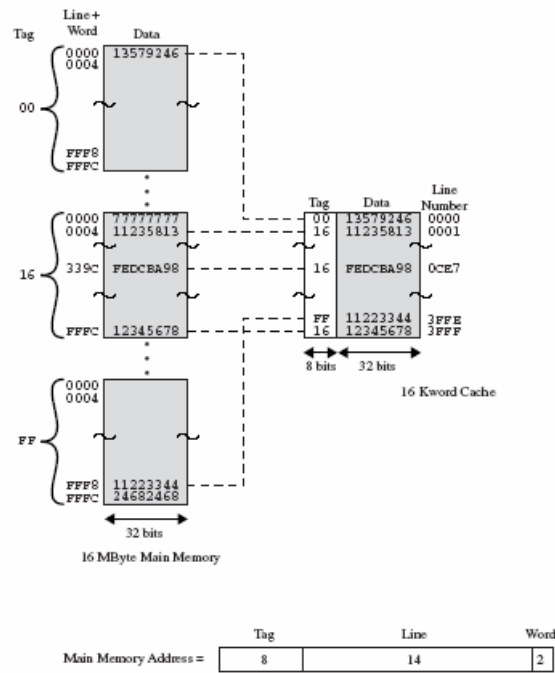 Line +
Tag Word Data
0000 13579246
0004
00
FFF8
FFFC
Line
Tag Data Number
0000 77777777 00 13579246 0000
0004 11235813 16 11235813 0001
16 339C FEDCBA98 16 FEDCBA98 0CE7
FF 11223344 3FFE
FFFC 12345678 16 12345678 3FFF
8 bits 32 bits
0000
0004
16 Kword Cache
FF
FFF8 11223344
FFFC 24682468
32 bits
16 MByte Main Memory
Tag Line Word
Main Memory Address = 8 14 2